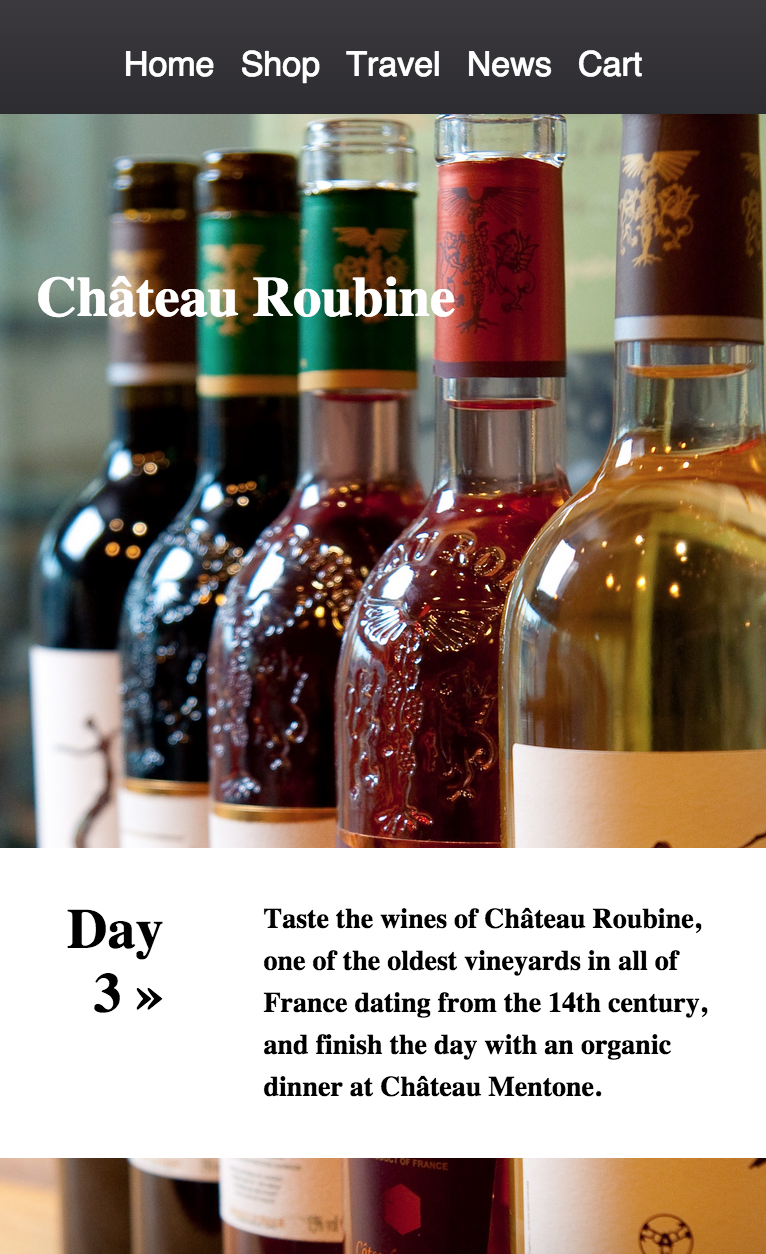 Home Shop Travel News Cart
Château Roubine
Day
3 »
Taste the wines of Château Roubine,
one of the oldest vineyards in all of
France dating from the 14th century,
and finish the day with an organic
dinner at Château Mentone.
OF FRANCE